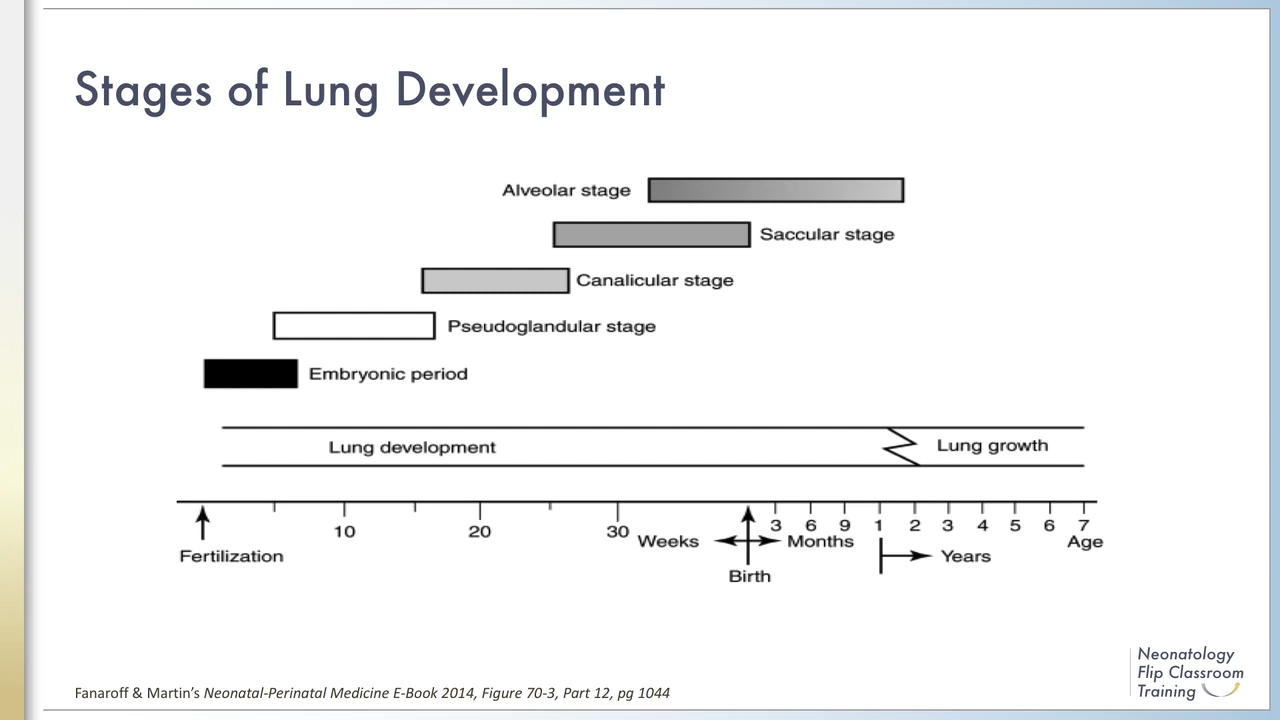 Stages of Lung Development
Alveolar stage
Saccular stage
Canalicular stage
Pseudoglandular stage
Embryonic period
Lung development
Lung growth
10 20 30 3 6 9 1 2 3 4 5 6 7
Weeks Months Age
Fertilization Years
Birth
Neonatology
Flip Classroom
Training
Fanaroff & Martin’s Neonatal-Perinatal Medicine E-Book 2014, Figure 70-3, Part 12, pg 1044